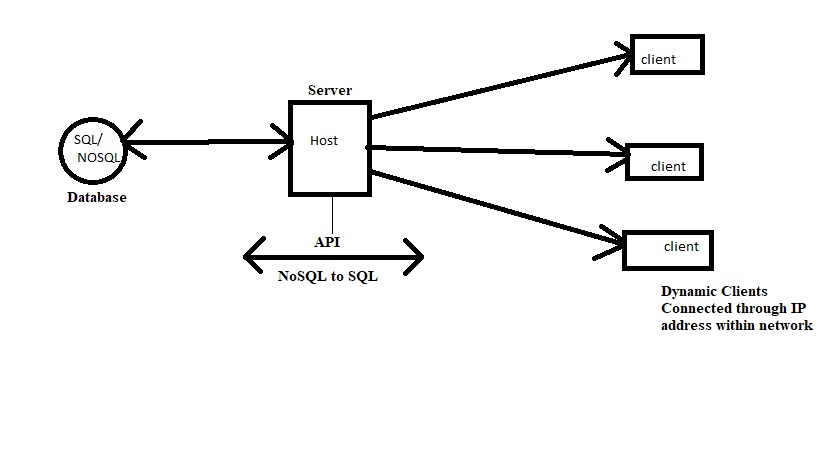 client
Server
SQL/
NOSQL
Host
client
Database
API
client
NoSQL to SQL
Dynamic Clients
Connected through IP
address within network